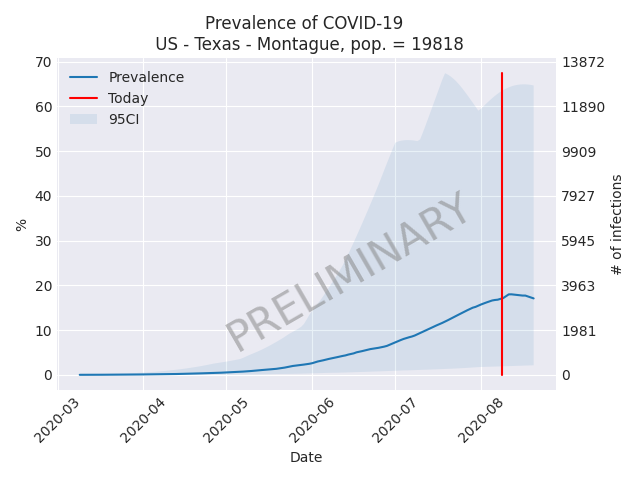 Prevalence of COVID-19
US - Texas - Montague, pop. = 19818
70
60
50
40
30
20
10
0
%
13872
11890
9909
7927
5945
3963
1981
0
# of infections
Prevalence
Today
95CI
PRELIMINARY
2020-03
2020-04
2020-05
2020-06
2020-07
2020-08
Date